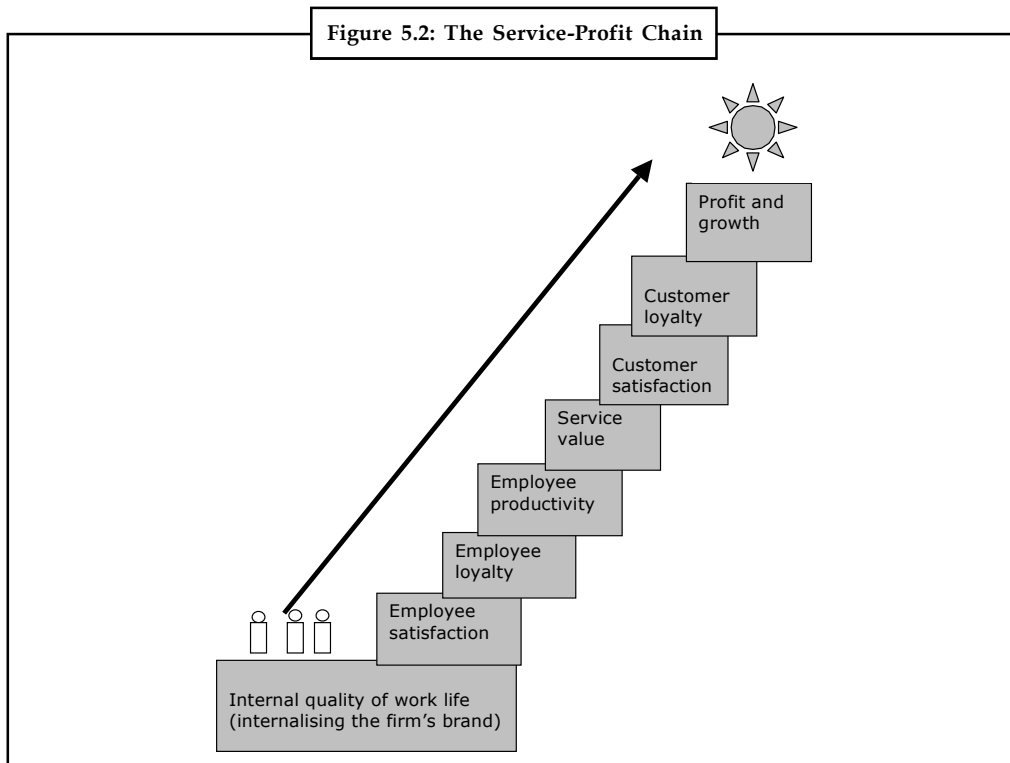 Figure 5.2: The Service-Profit Chain
Profit and
growth
Customer
loyalty
Customer
satisfaction
Service
value
Employee
productivity
Employee
loyalty
Employee
satisfaction
Internal quality of work life
(internalising the firm's brand)